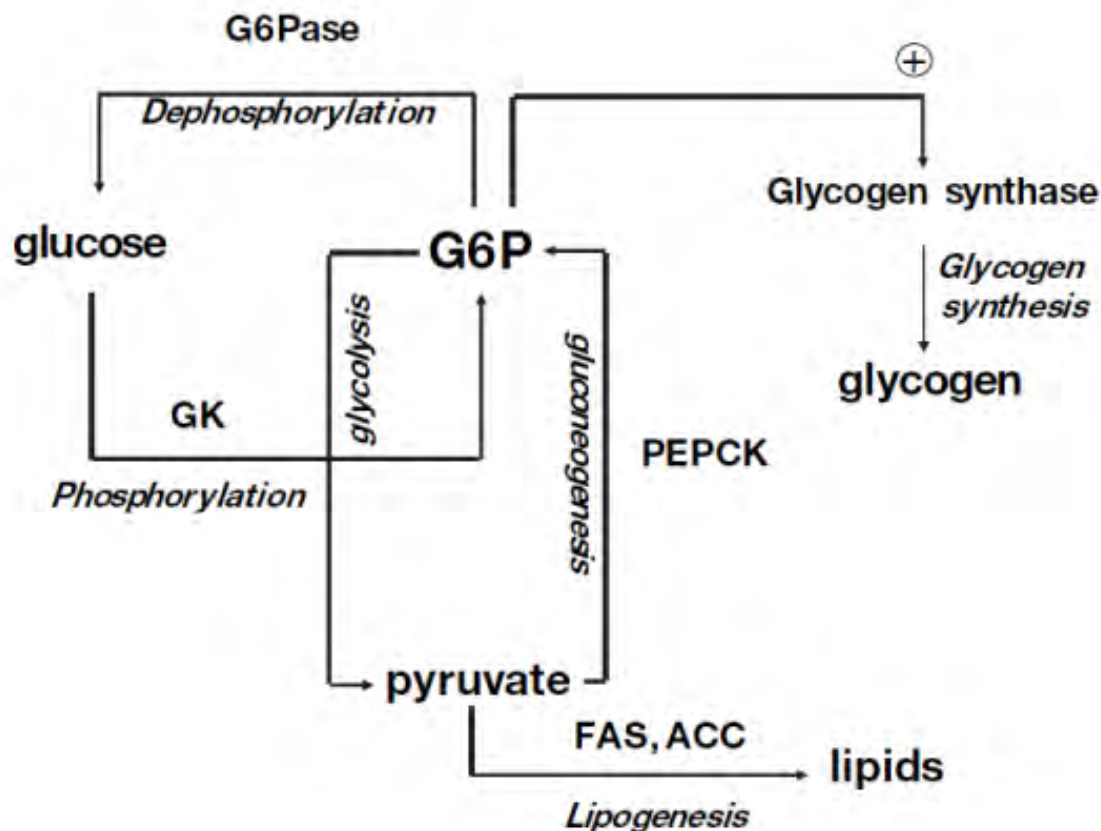 G6Pase
+
Dephosphorylation
Glycogen synthase
glucose
G6P
Glycogen
synthesis
glycolysis
gluconeogenesis
glycogen
GK
PEPCK
Phosphorylation
pyruvate
FAS, ACC
lipids
Lipogenesis